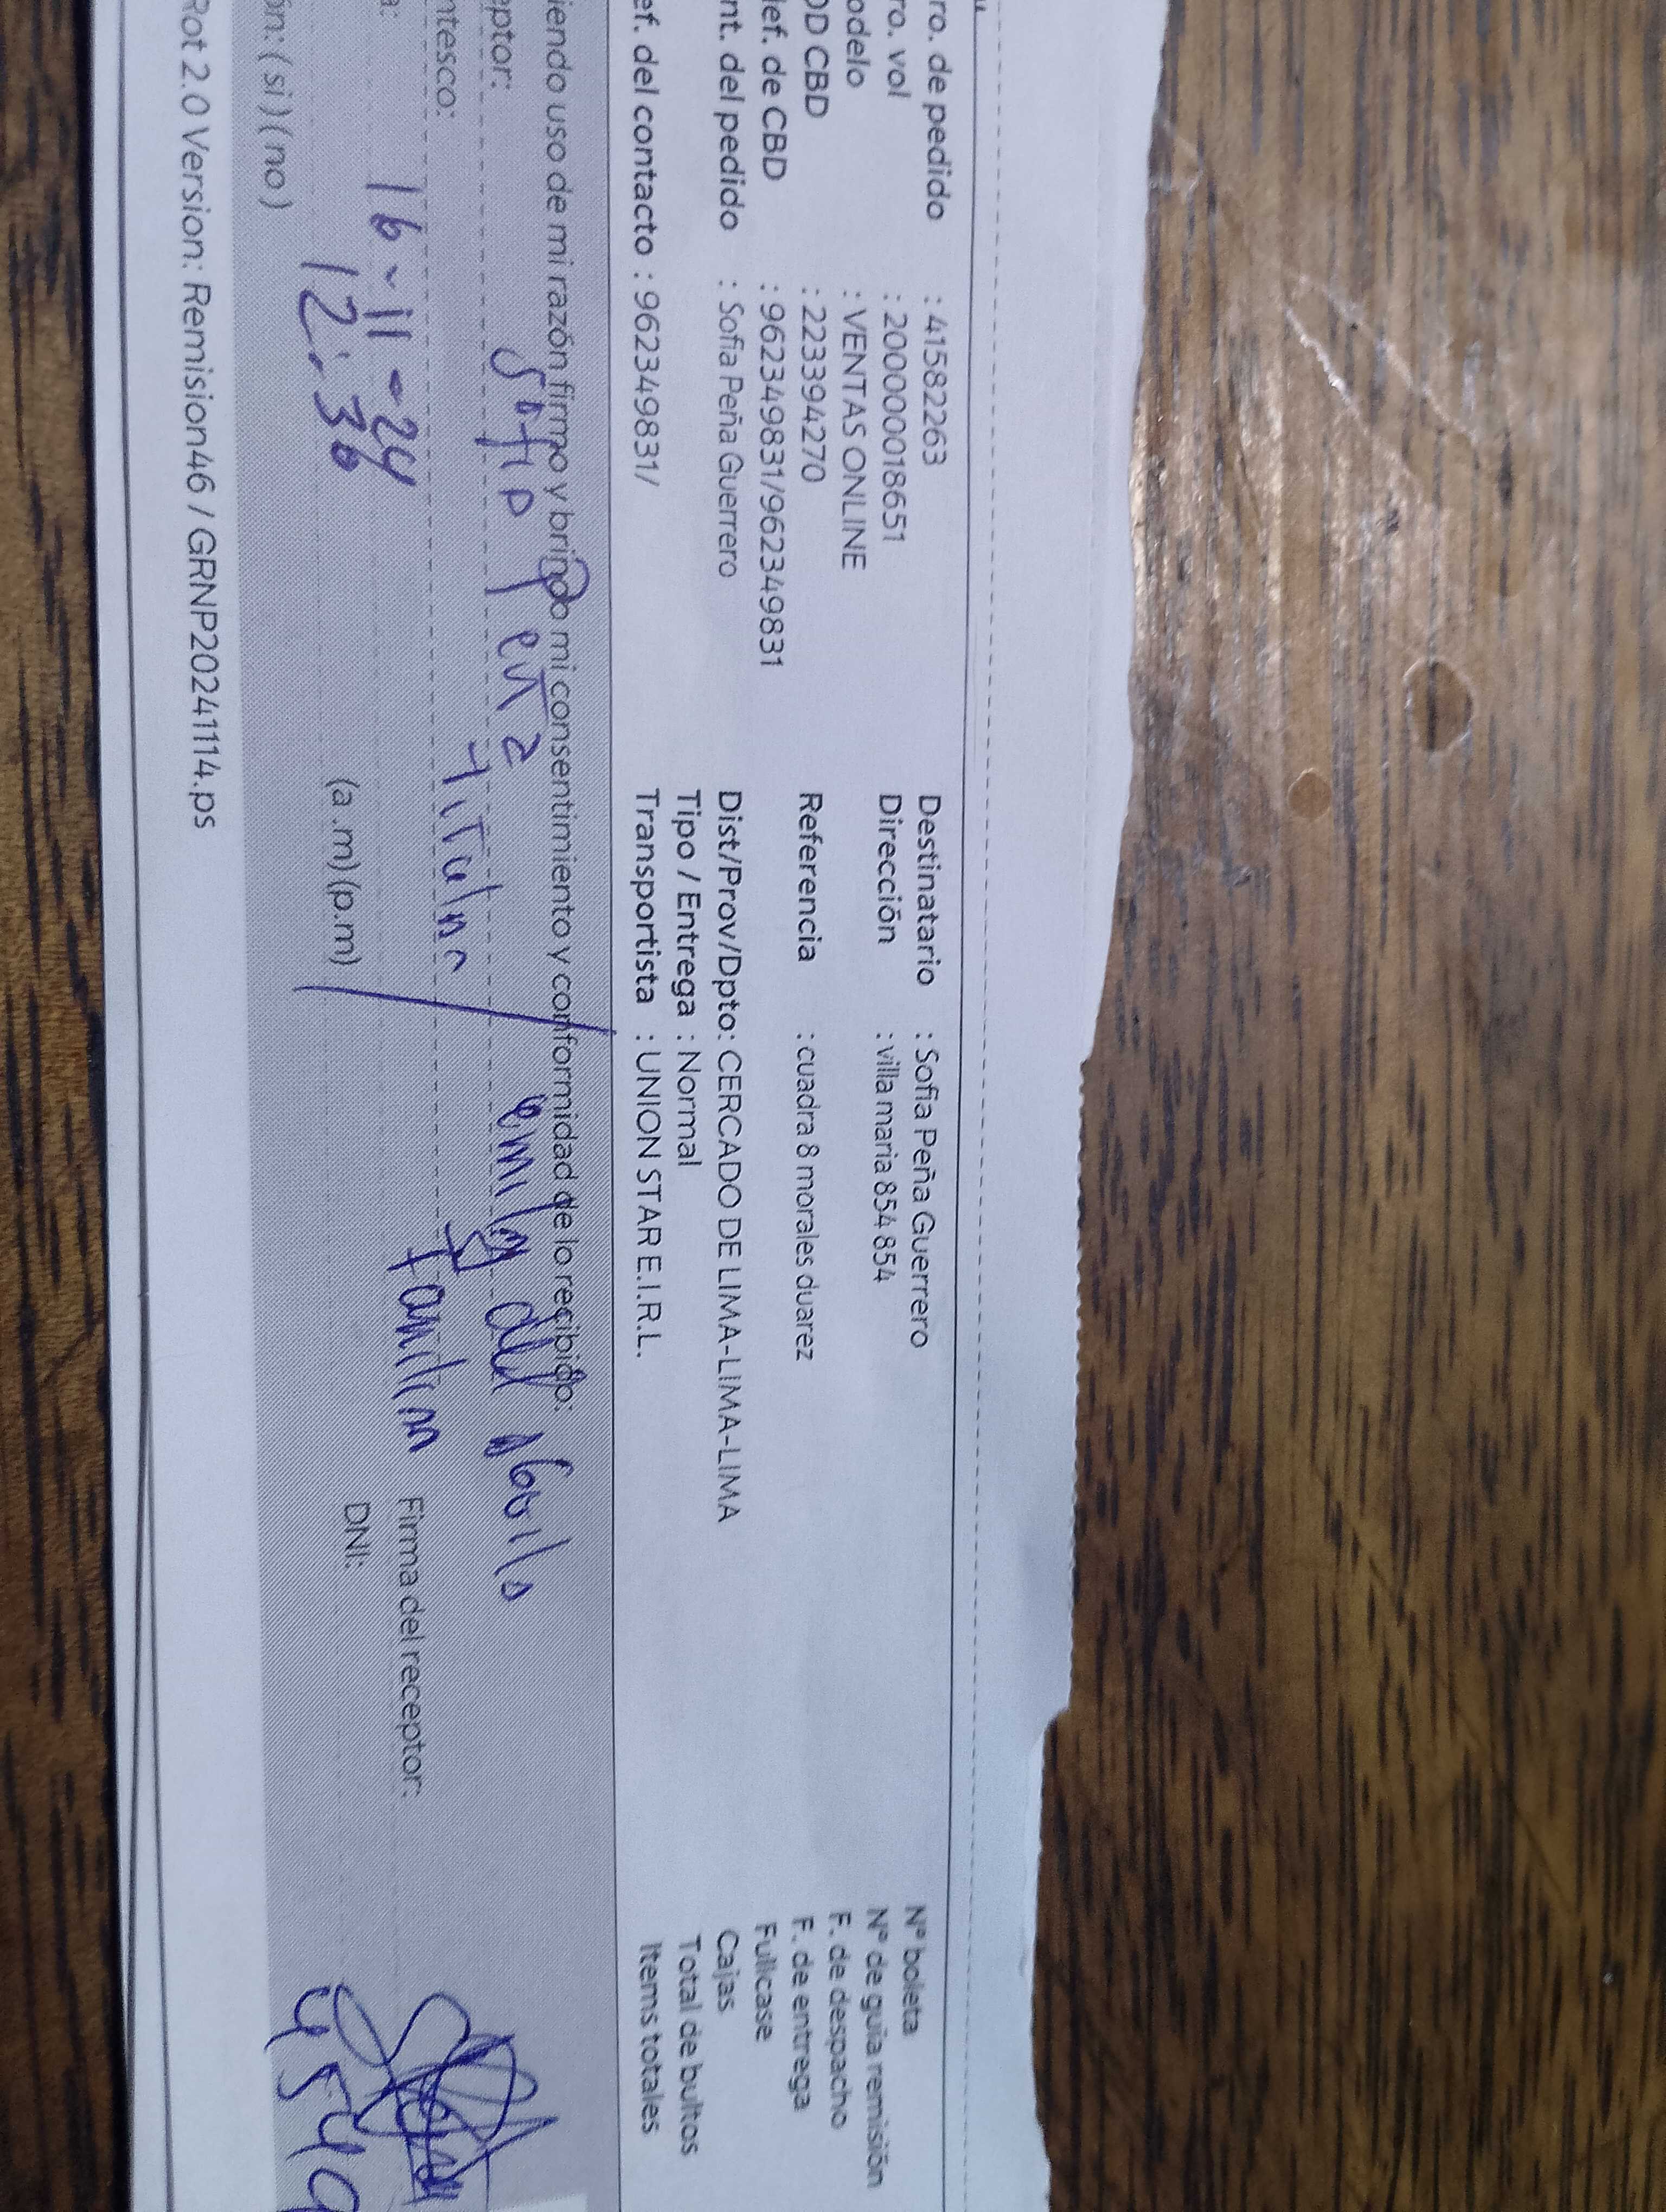 ro. de pedido : 41582263
ro. vol : 2000000018651
odelo : VENTAS ONLINE
OD CBD : 223394270
lef. de CBD : 962349831/962349831
nt. del pedido : Sofia Peña Guerrero
ef. del contacto : 962349831/
Destinatario : Sofia Peña Guerrero
Dirección : villa maria 854 854
Referencia : cuadra 8 morales duarez
Dist/Prov/Dpto: CERCADO DE LIMA-LIMA-LIMA
Tipo / Entrega : Normal
Transportista : UNION STAR E.I.R.L.
N° boleta
N° de guia remisión
F. de despacho
F. de entrega
Fullcase
Cajas
Total de bultos
Items totales
iendo uso de mi razón firmo y brindo mi consentimiento y conformidad de lo recibido:
eptor: Sofia Peña
ntesco: Titular
Familiar
a: 16-11-24
12:30 (a.m)(p.m)
Firma del receptor:
DNI:
ón: ( si ) ( no )
Rot 2.0 Version: Remision46 / GRNP20241114.ps